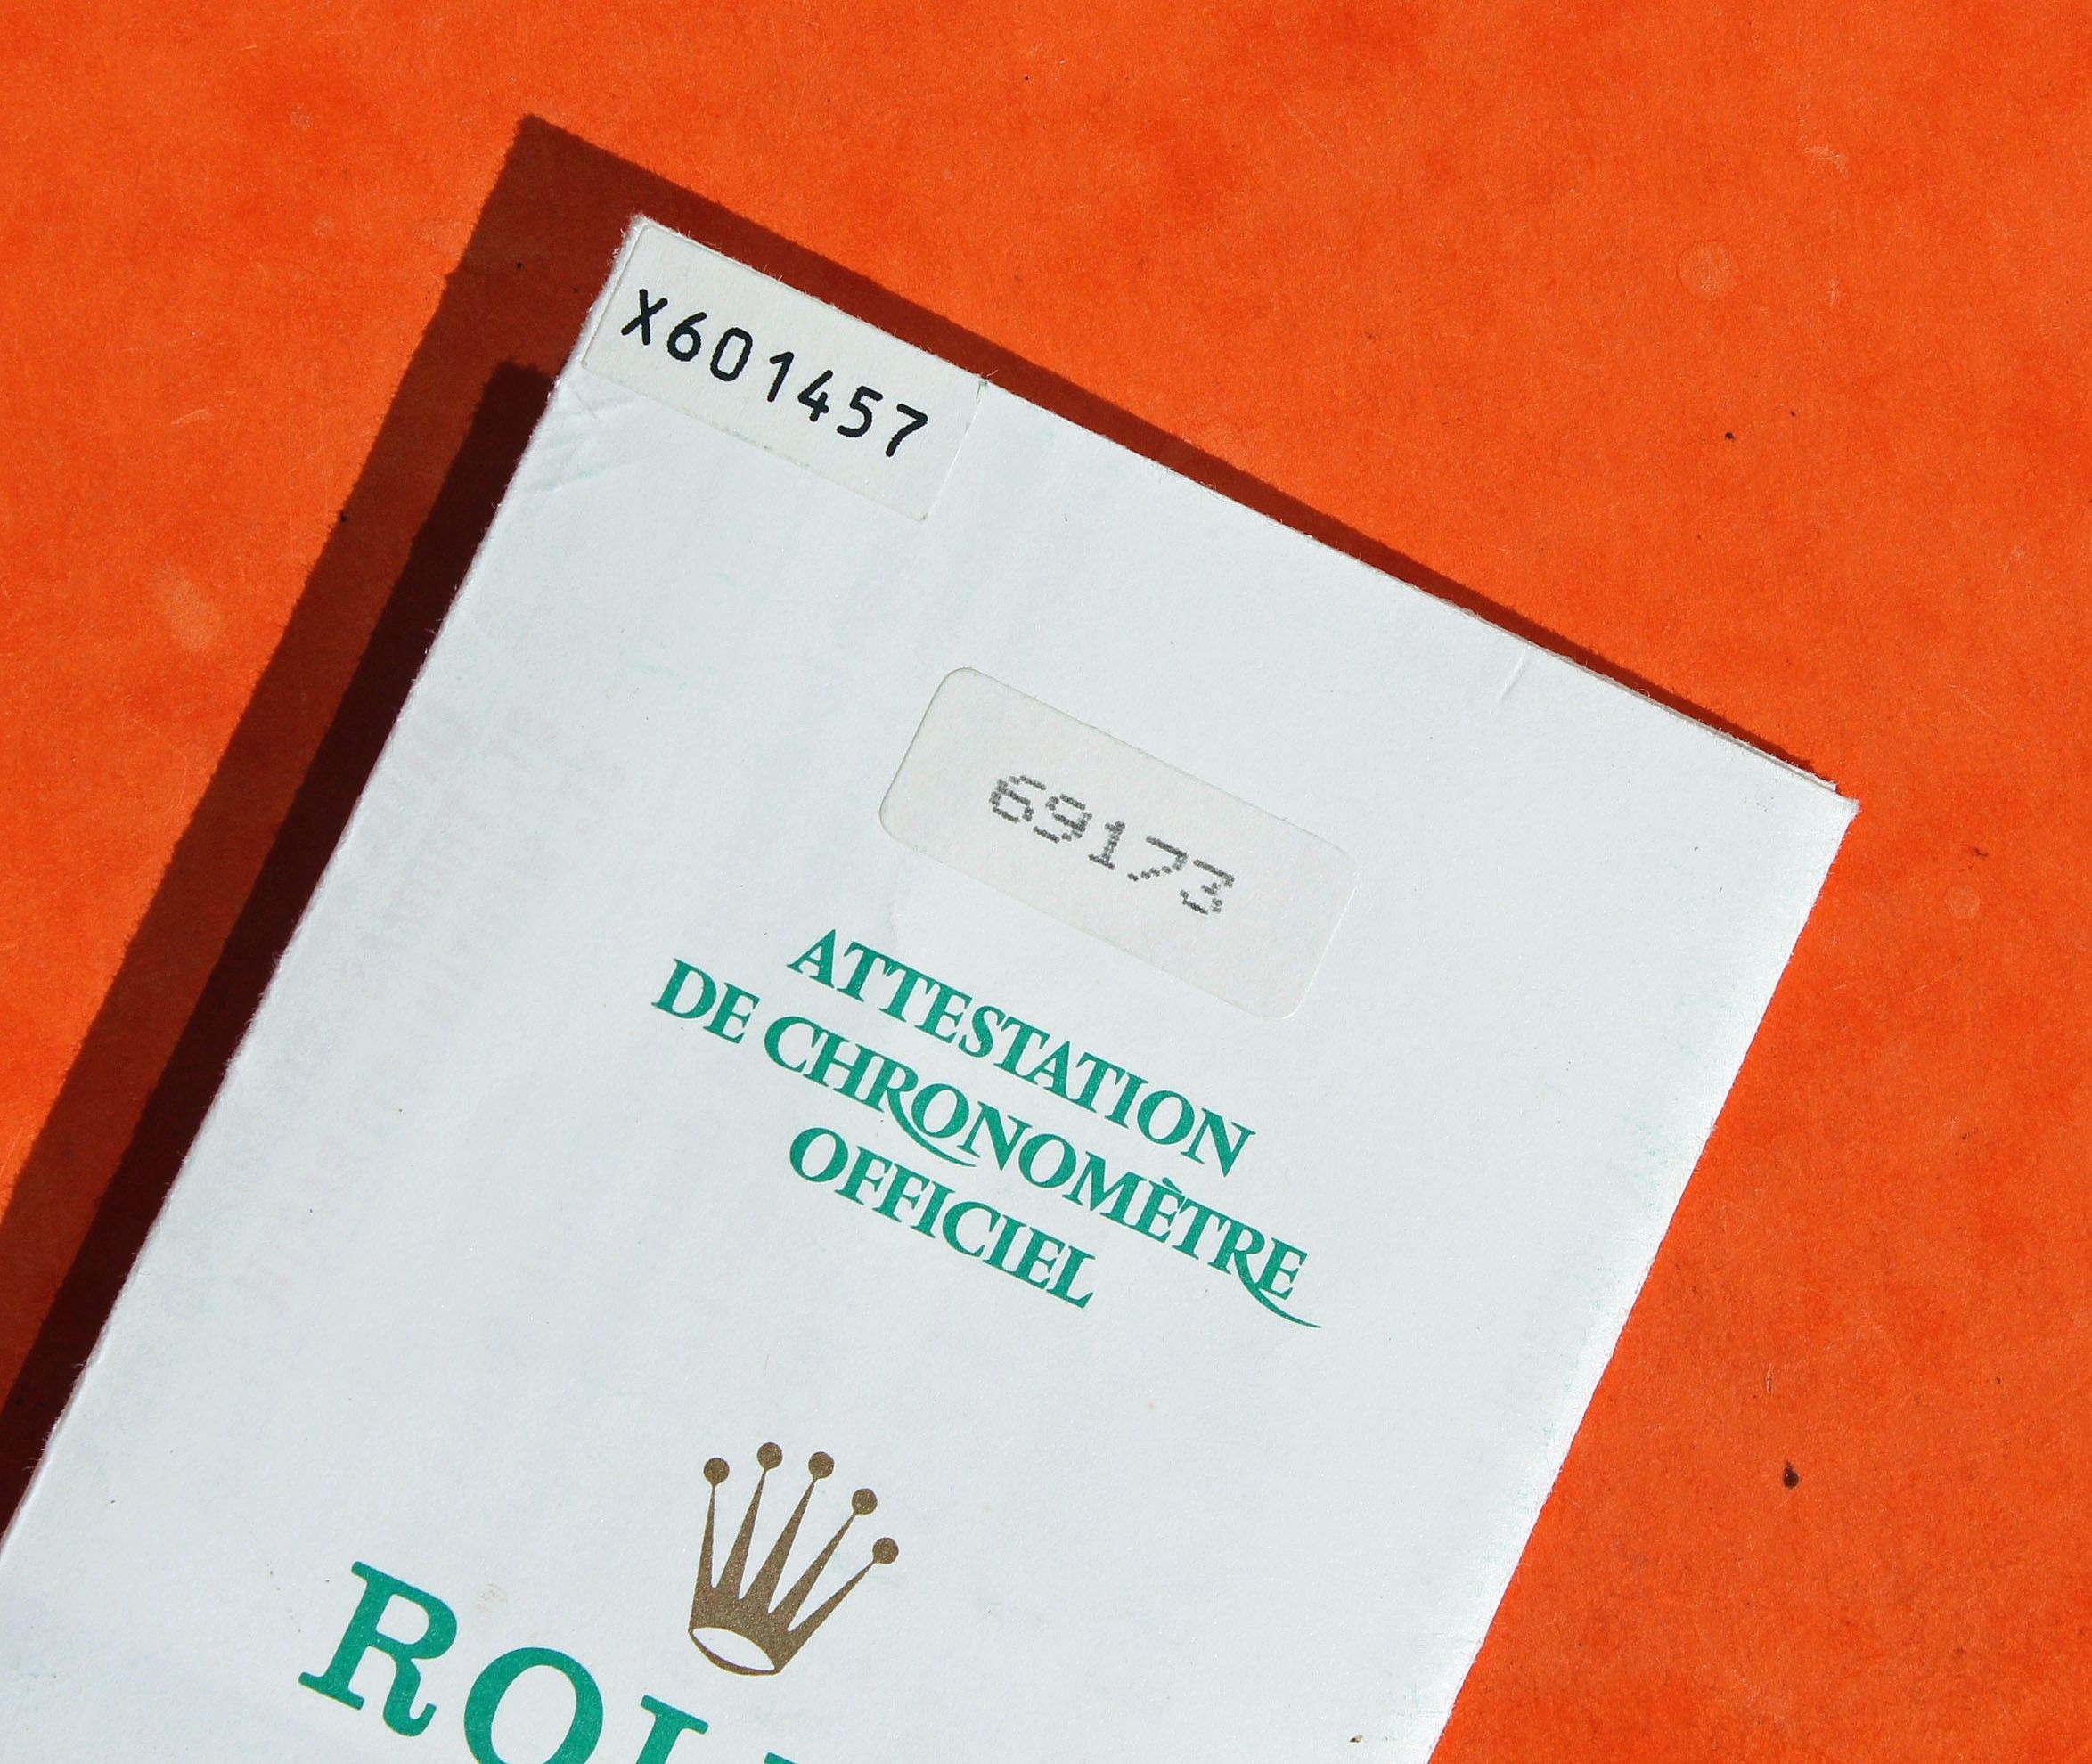 X601457
69173
ATTESTATION
DE CHRONOMÈTRE
OFFICIEL